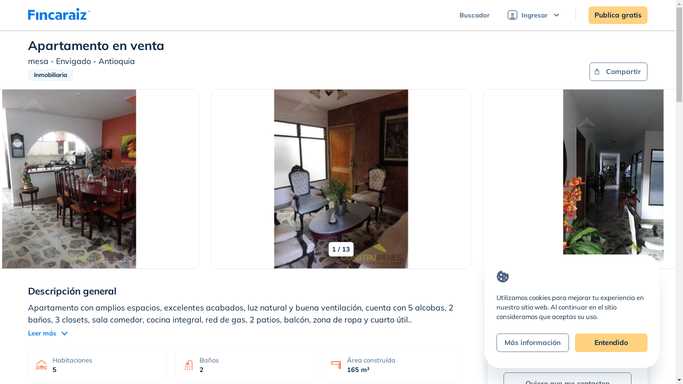 Fincaraiz
Buscador
Ingresar
Publica gratis
Apartamento en venta
mesa - Envigado - Antioquia
Inmobiliaria
Compartir
1 / 13
Descripción general
Apartamento con amplios espacios, excelentes acabados, luz natural y buena ventilación, cuenta con 5 alcobas, 2
baños, 3 closets, sala comedor, cocina integral, red de gas, 2 patios, balcón, zona de ropa y cuarto útil..
Leer más
Habitaciones
5
Baños
2
Área construida
165 m²
Utilizamos cookies para mejorar tu experiencia en
nuestro sitio web. Al continuar en el sitio
consideramos que aceptas su uso.
Más información
Entendido
Quiero que me contacten